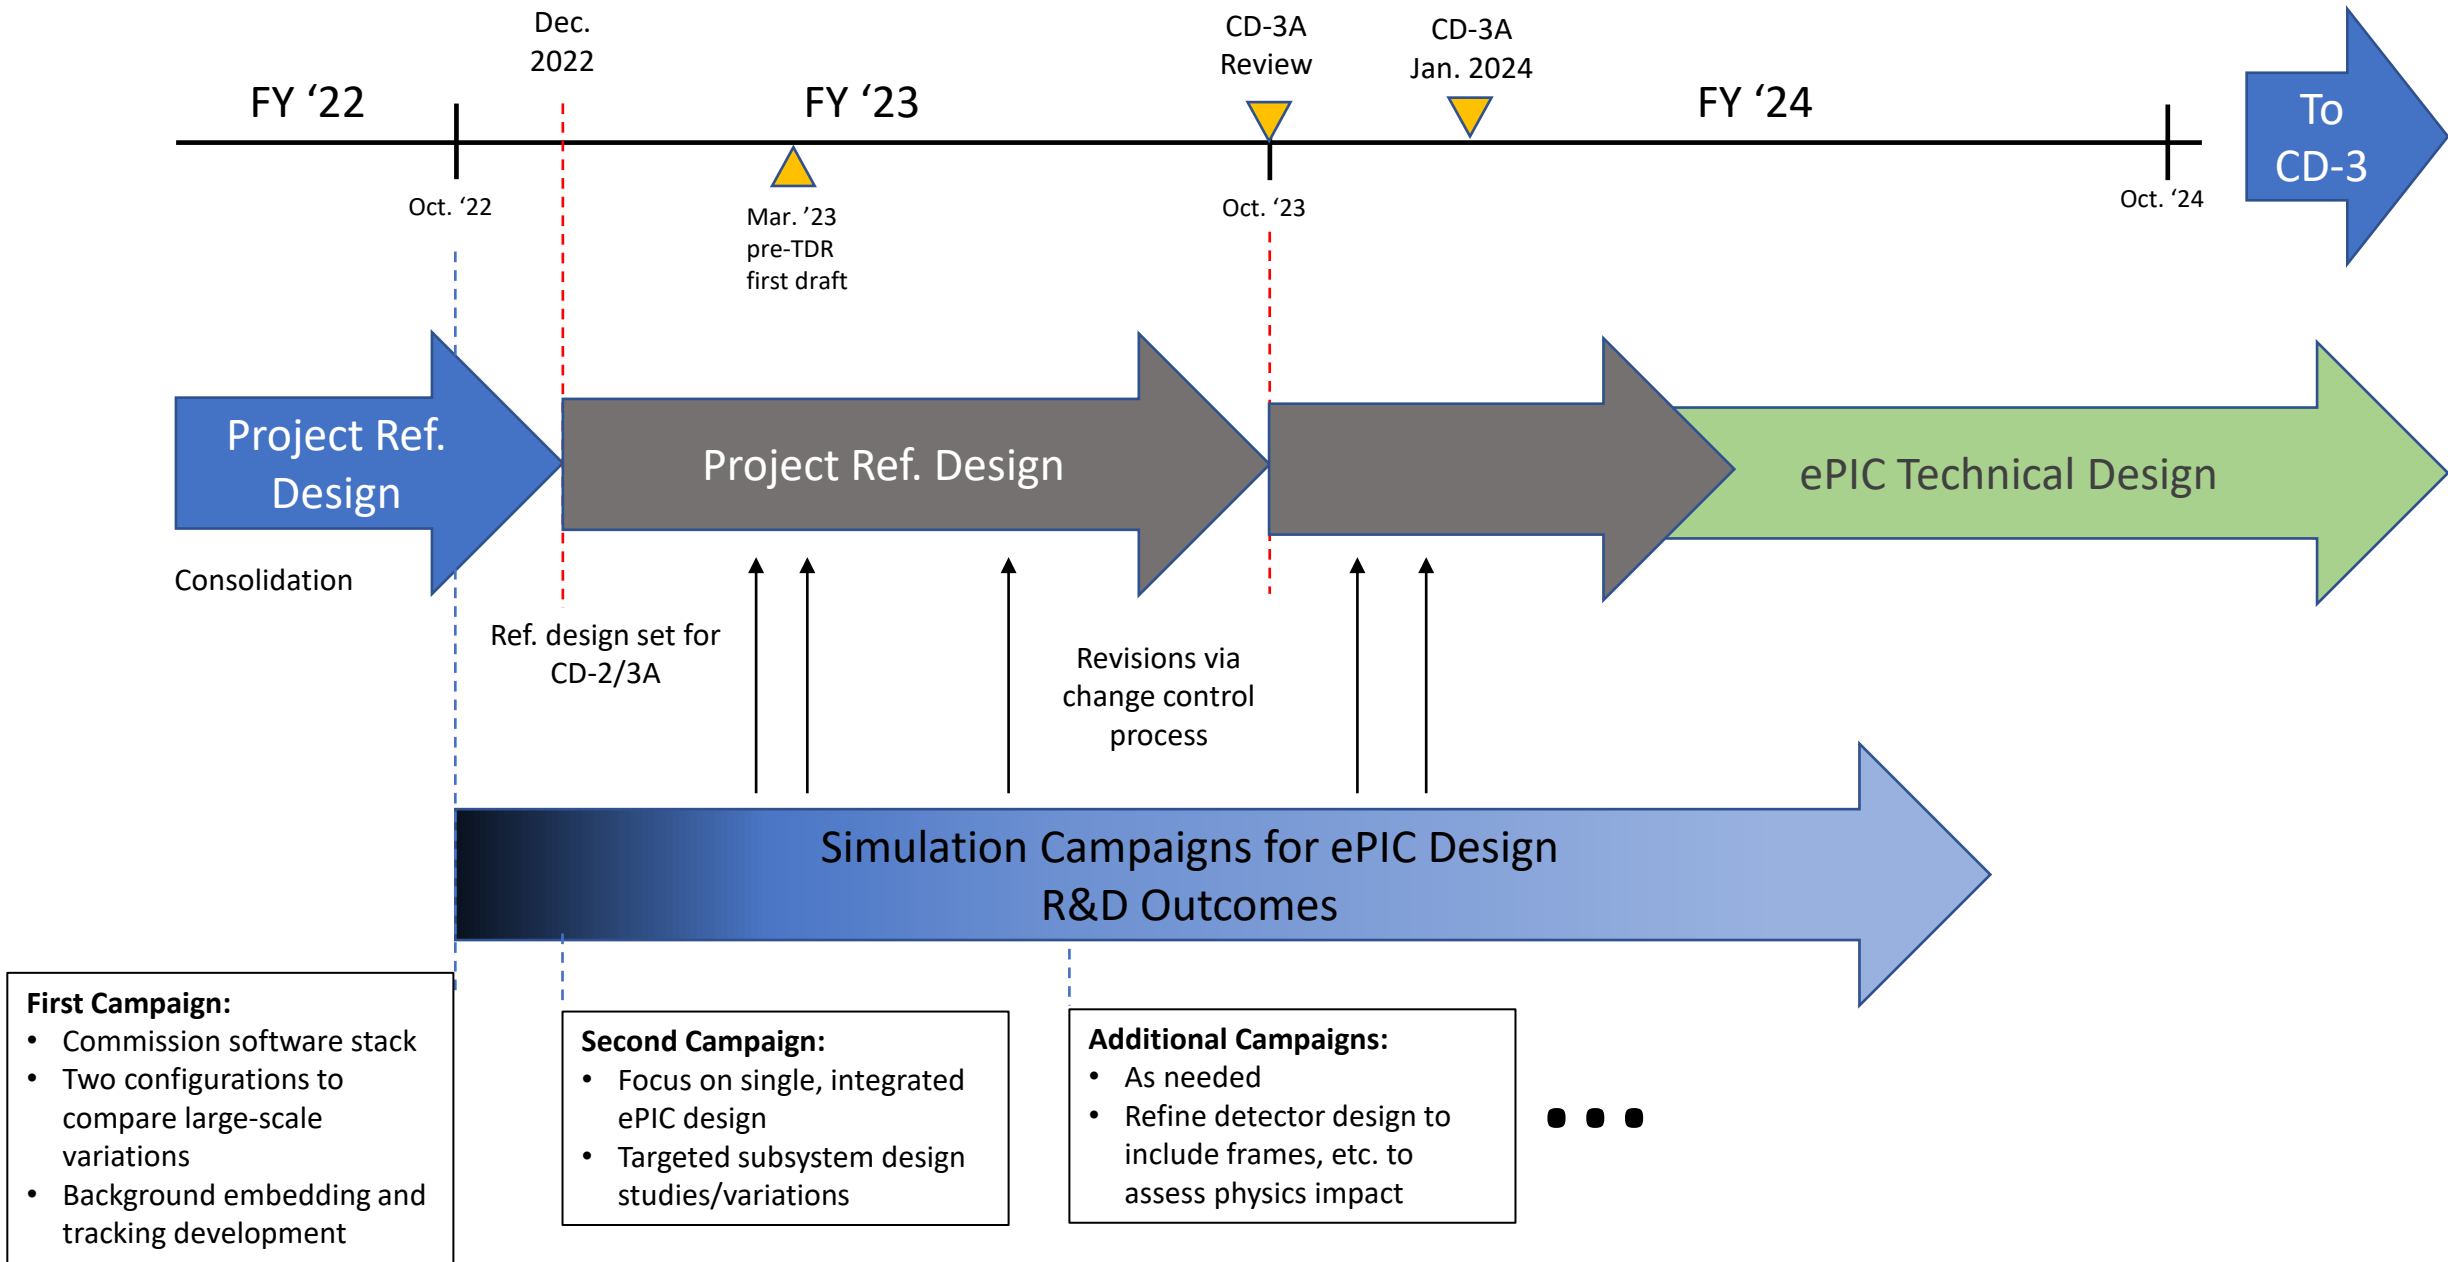 Dec.
2022
CD-3A
Review
CD-3A
Jan. 2024
FY ‘22
FY ‘23
FY ‘24
To
CD-3
Oct. ‘22
Mar. ’23
pre-TDR
first draft
Oct. ‘23
Oct. ‘24
Project Ref.
Design
Project Ref. Design
ePIC Technical Design
Consolidation
Ref. design set for
CD-2/3A
Revisions via
change control
process
Simulation Campaigns for ePIC Design
R&D Outcomes
First Campaign:
• Commission software stack
• Two configurations to
compare large-scale
variations
• Background embedding and
tracking development
Second Campaign:
• Focus on single, integrated
ePIC design
• Targeted subsystem design
studies/variations
Additional Campaigns:
• As needed
• Refine detector design to
include frames, etc. to
assess physics impact
...